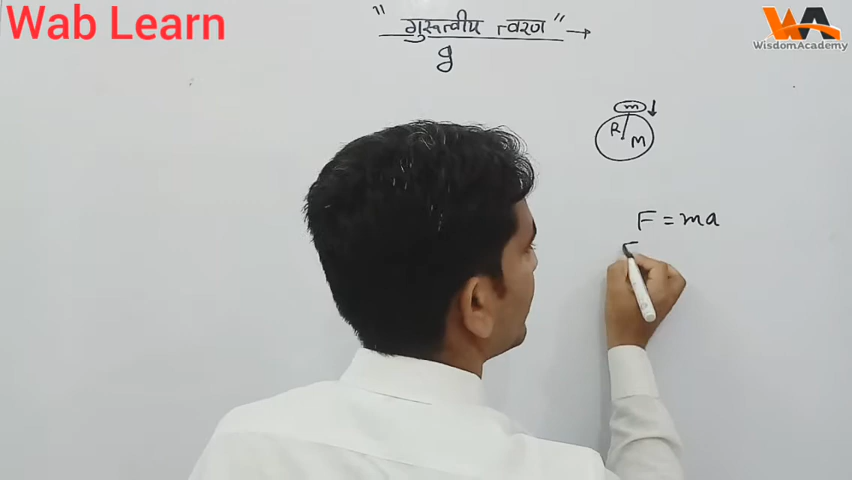 Wab Learn
" गुरुत्वीय त्वरण " →
g
WA
WisdomAcademy
m ↓
R
M
F = ma
F